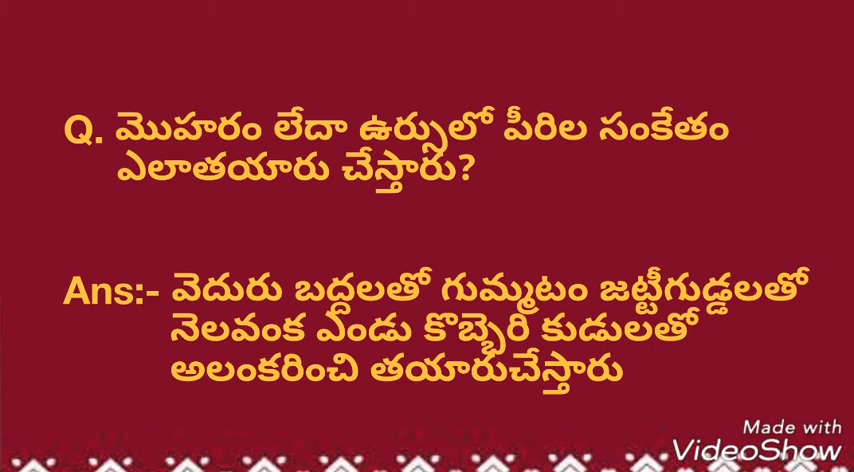 Q. మొహరం లేదా ఉర్సులో పీరిల సంకేతం
ఎలాతయారు చేస్తారు?
Ans:- వెదురు బద్దలతో గుమ్మటం జట్టీగుడ్డలతో
నెలవంక ఎండు కొబ్బెరి కుడులతో
అలంకరించి తయారుచేస్తారు
Made with
VideoShow